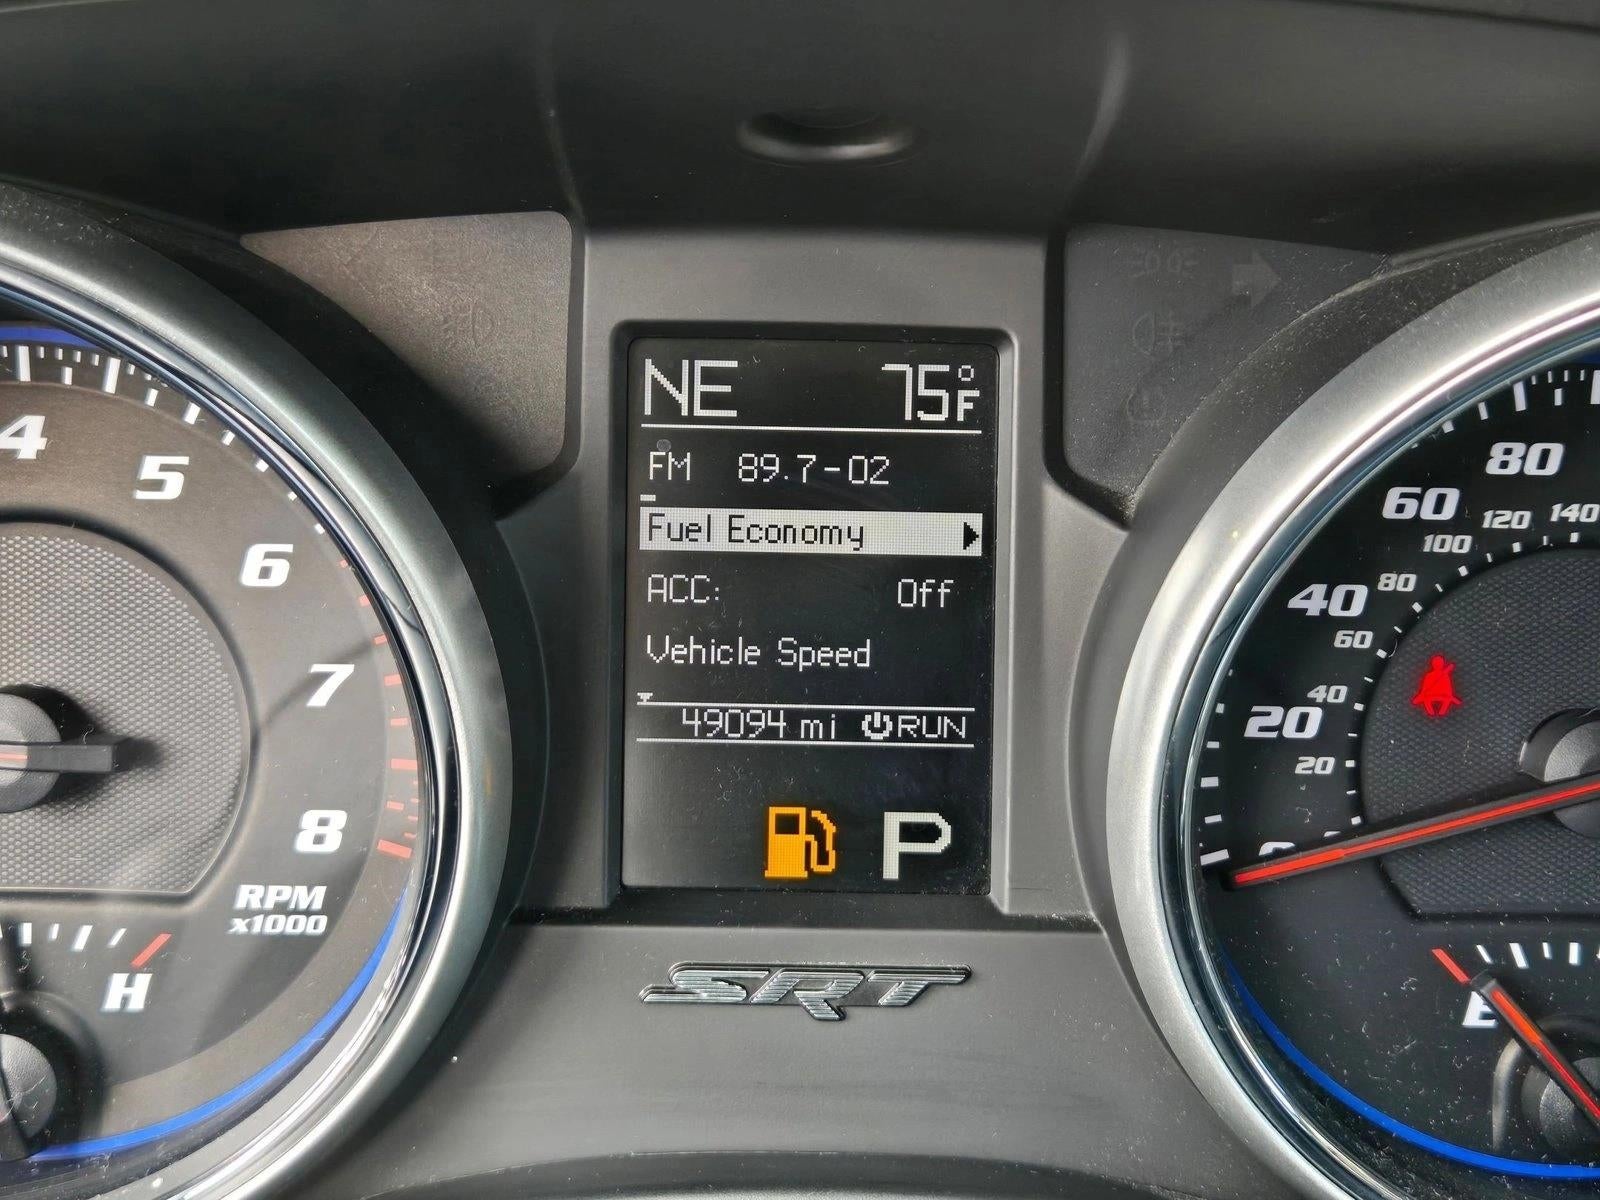 NE 75°F
FM 89.7-02
Fuel Economy
ACC: Off
Vehicle Speed
49094 mi RUN
P
SRT
4
5
6
7
8
RPM
x1000
H
80
60
40
20
0
140
120
100
80
60
40
20
E